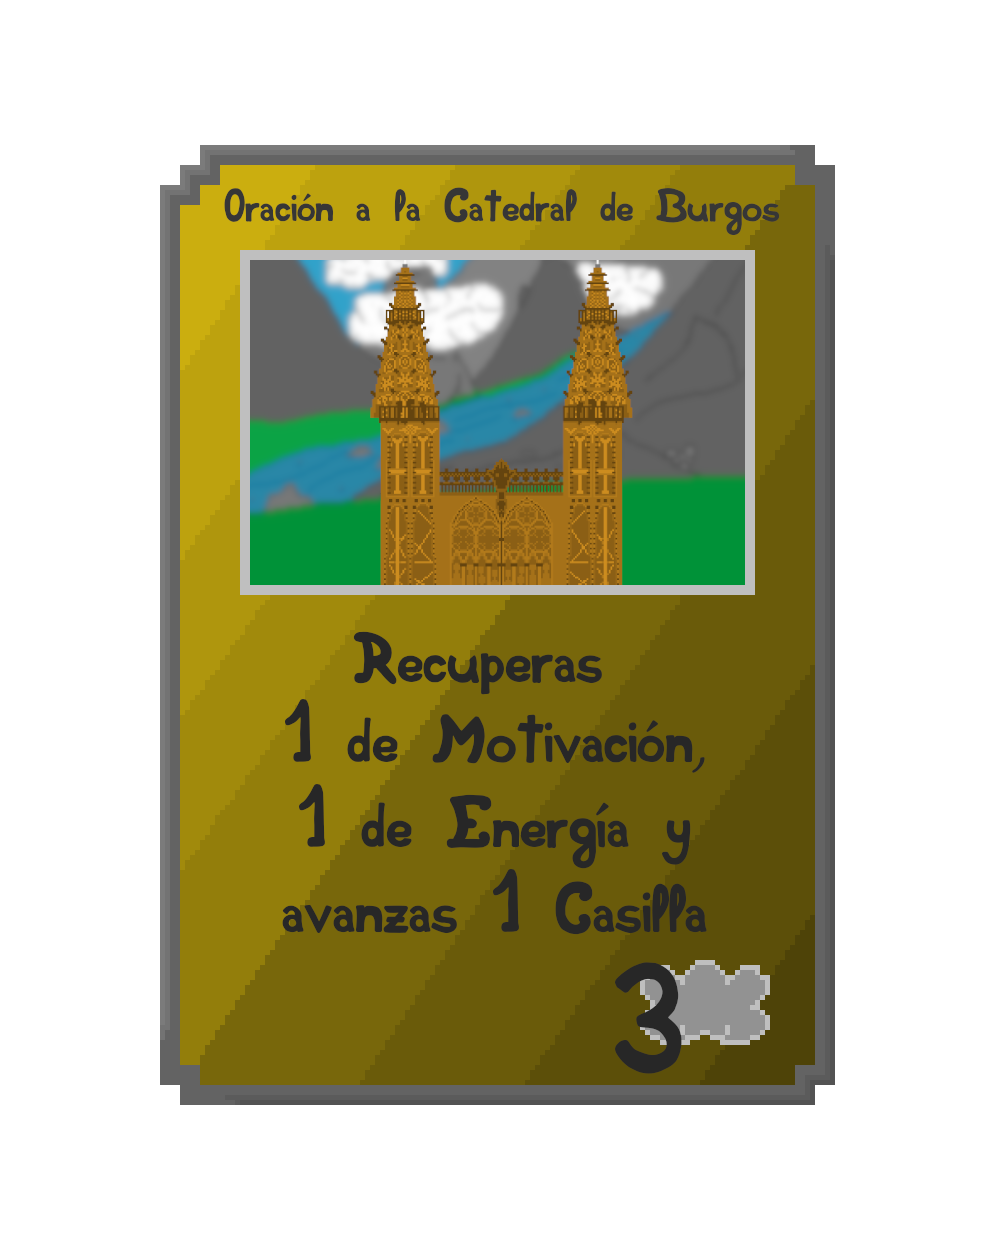 Oración a la Catedral de Burgos
Recuperas
1 de Motivación,
1 de Energía y
avanzas 1 Casilla
3